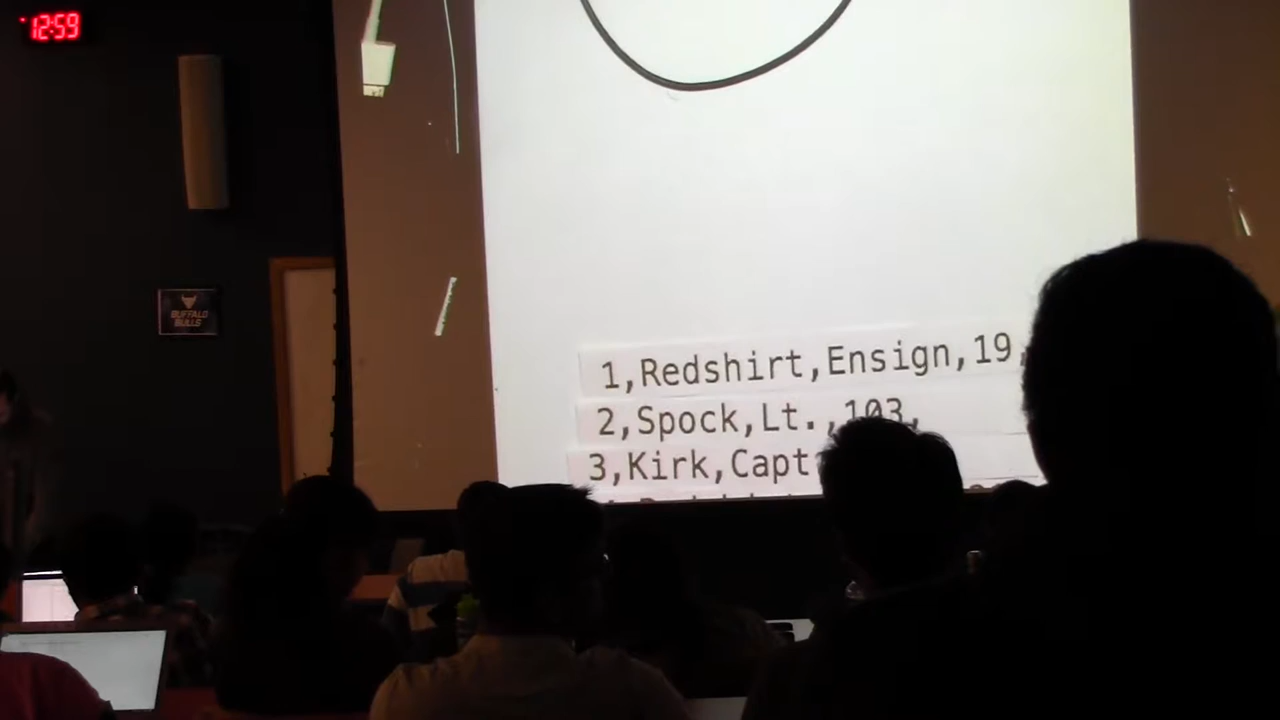 12:59
BUFFALO
BULLS
1,Redshirt,Ensign,19,
2,Spock,Lt.,103,
3,Kirk,Capt